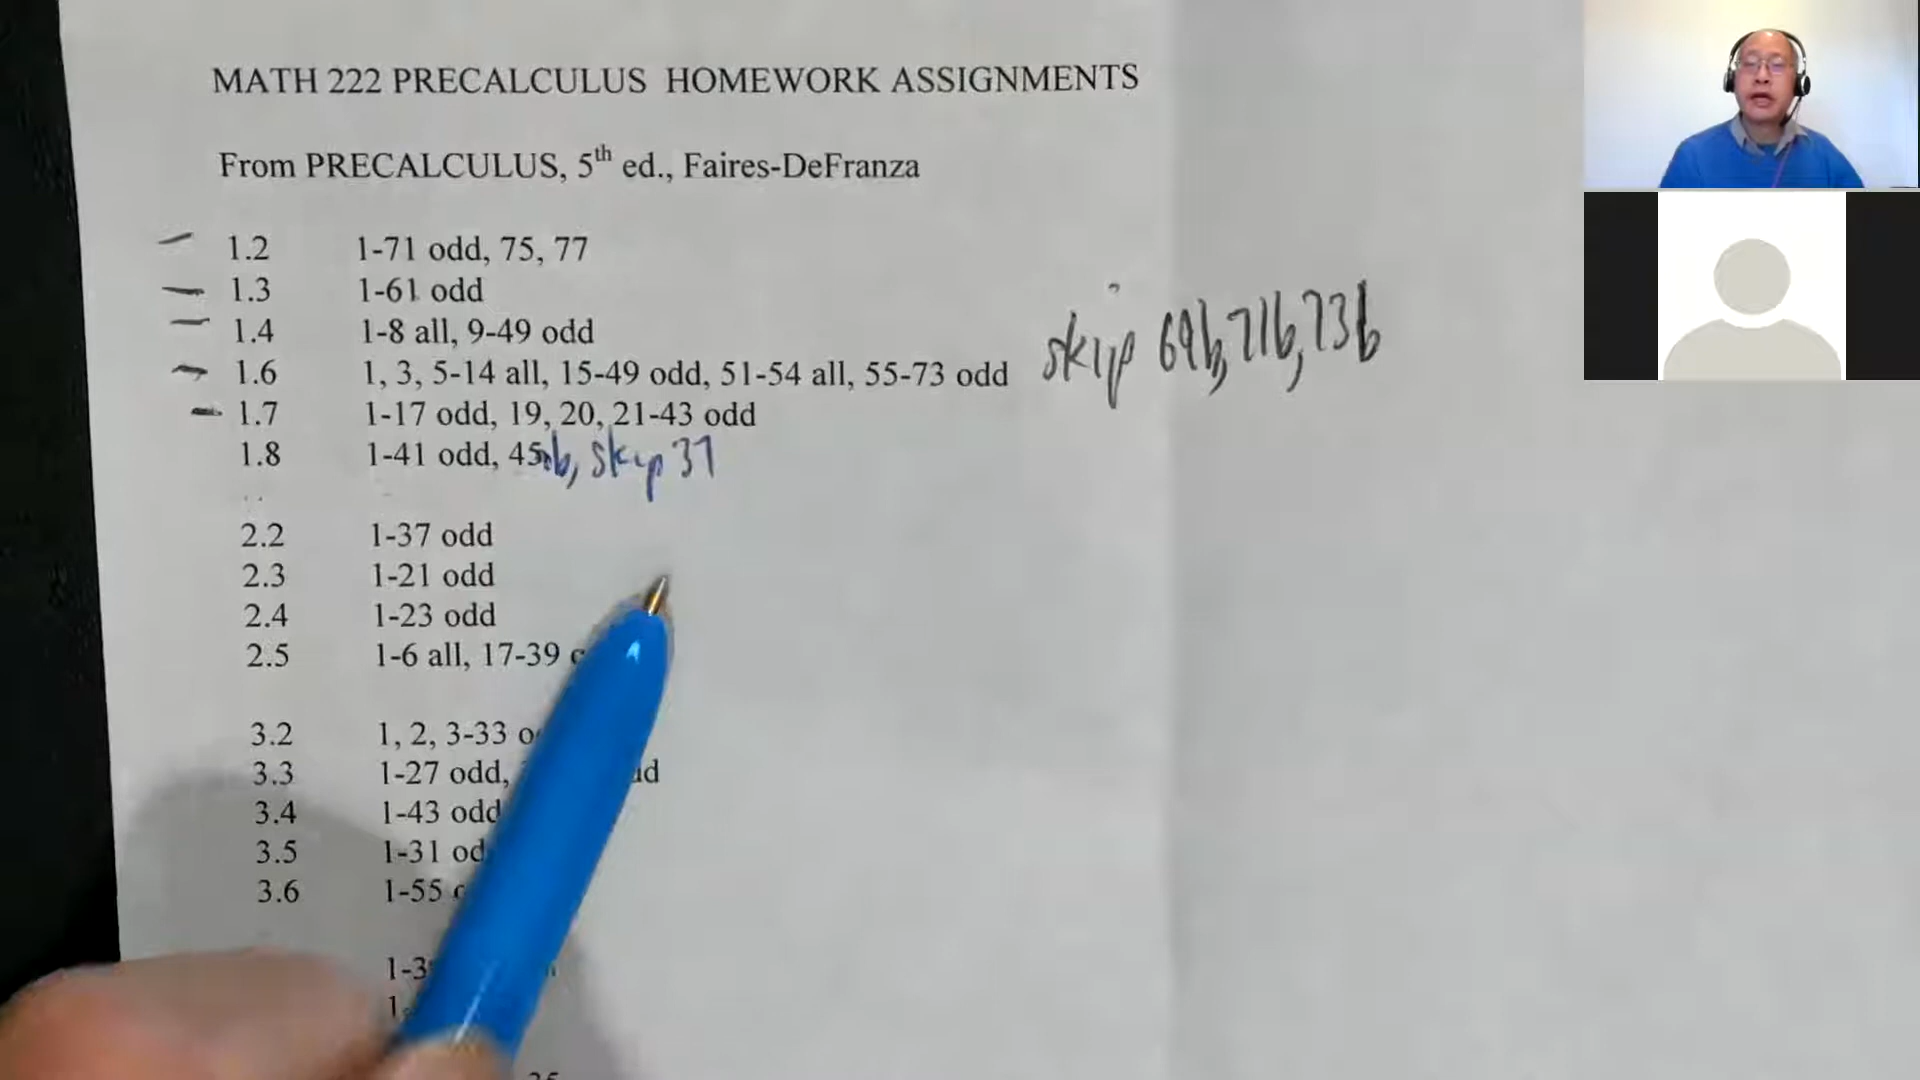 MATH 222 PRECALCULUS HOMEWORK ASSIGNMENTS
From PRECALCULUS, 5th ed., Faires-DeFranza
1.2 1-71 odd, 75, 77
1.3 1-61 odd
1.4 1-8 all, 9-49 odd
1.6 1, 3, 5-14 all, 15-49 odd, 51-54 all, 55-73 odd skip 69b, 71b, 73b
1.7 1-17 odd, 19, 20, 21-43 odd
1.8 1-41 odd, 45 b, skip 37
2.2 1-37 odd
2.3 1-21 odd
2.4 1-23 odd
2.5 1-6 all, 17-39
3.2 1, 2, 3-33
3.3 1-27 odd,
3.4 1-43 odd
3.5 1-31
3.6 1-55